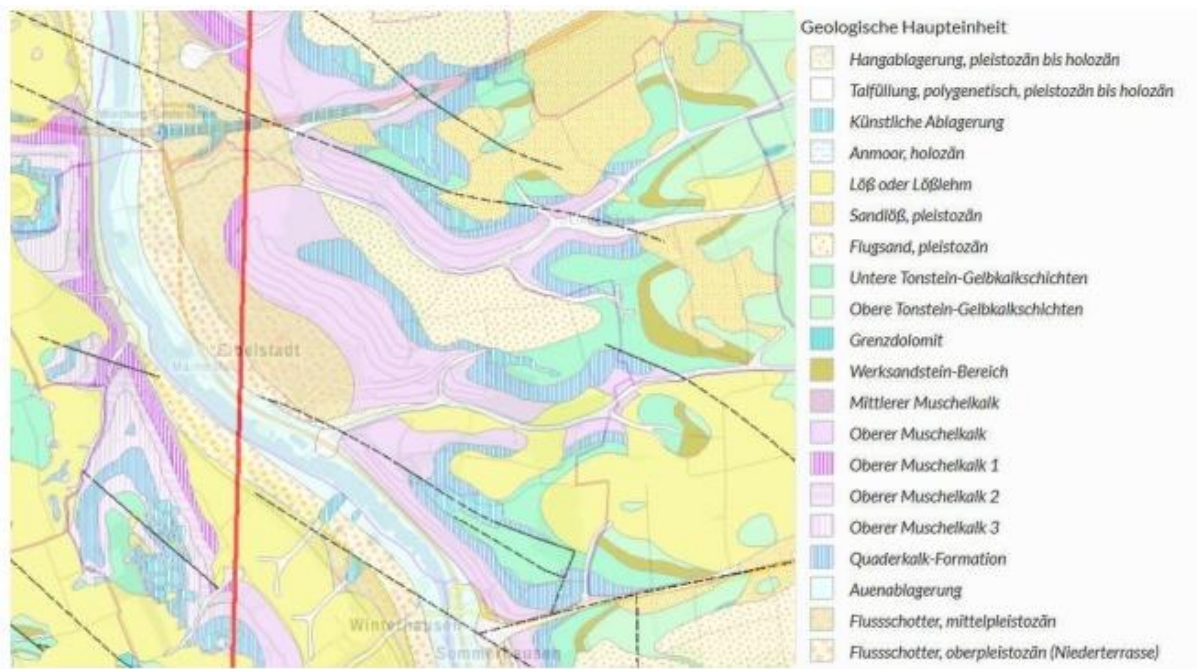 Geologische Haupteinheit
Hangablagerung, pleistozän bis holozän
Talfüllung, polygenetisch, pleistozän bis holozän
Künstliche Ablagerung
Anmoor, holozän
Löß oder Lößlehm
Sandlöß, pleistozän
Flugsand, pleistozän
Untere Tonstein-Gelbkalkschichten
Obere Tonstein-Gelbkalkschichten
Grenzdolomit
Werksandstein-Bereich
Mittlerer Muschelkalk
Oberer Muschelkalk
Oberer Muschelkalk 1
Oberer Muschelkalk 2
Oberer Muschelkalk 3
Quaderkalk-Formation
Auenablagerung
Flussschotter, mittelpleistozän
Flussschotter, oberpleistozän (Niederterrasse)
Eibelstadt
Winterhausen
Sommerhausen